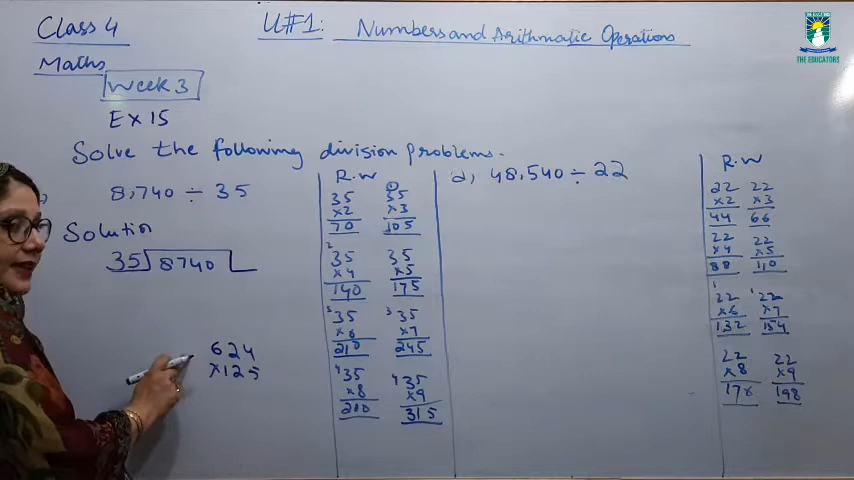 Class 4
Maths
U#1: Numbers and Arithmatic Operations
THE EDUCATORS
Week 3
Ex 15
Solve the following division problems.
8,740 ÷ 35
Solution
35 8740
624
×125
R.W
35 35
×2 ×3
70 105
35 35
×4 ×5
140 175
35 35
×6 ×7
210 245
35 35
×8 ×9
280 315
2, 48,540 ÷ 22
R.W
22 22
×2 ×3
44 66
22 22
×4 ×5
88 110
22 22
×6 ×7
132 154
22 22
×8 ×9
176 198